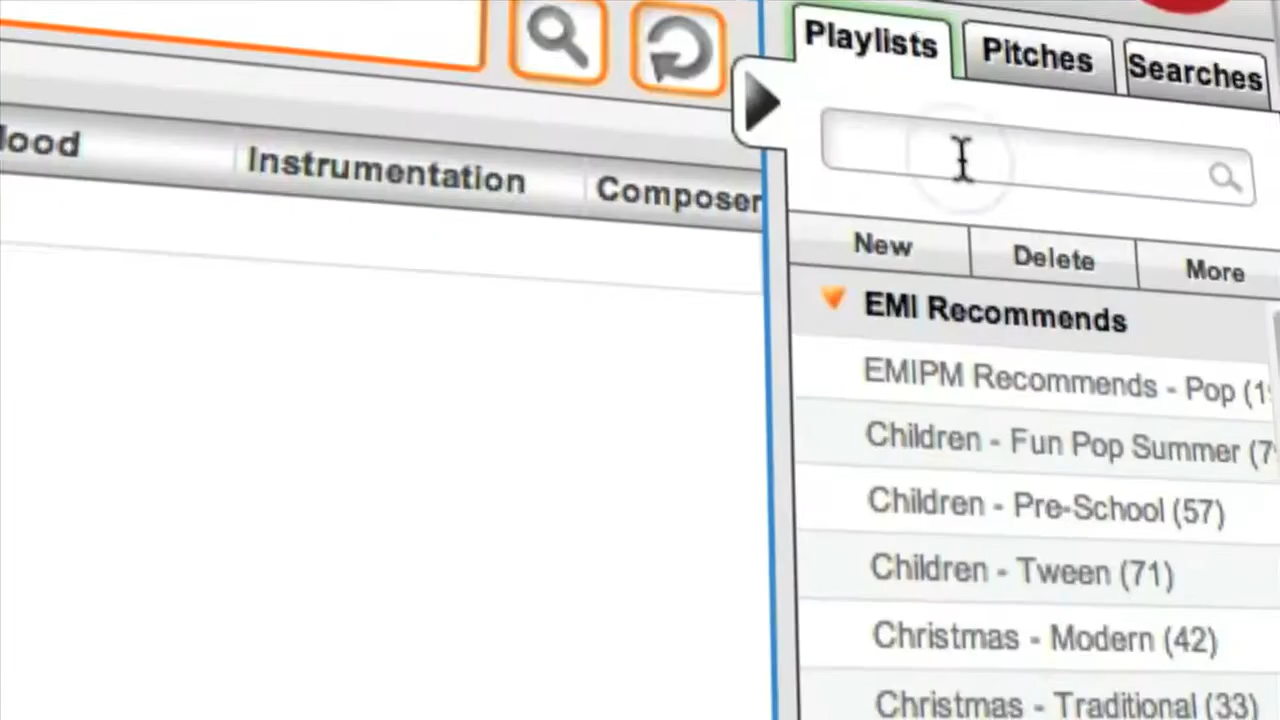 Playlists
Pitches
Searches
Instrumentation
Composer
New
Delete
More
EMI Recommends
EMIPM Recommends - Pop
Children - Fun Pop Summer
Children - Pre-School (57)
Children - Tween (71)
Christmas - Modern (42)
Christmas - Traditional (33)